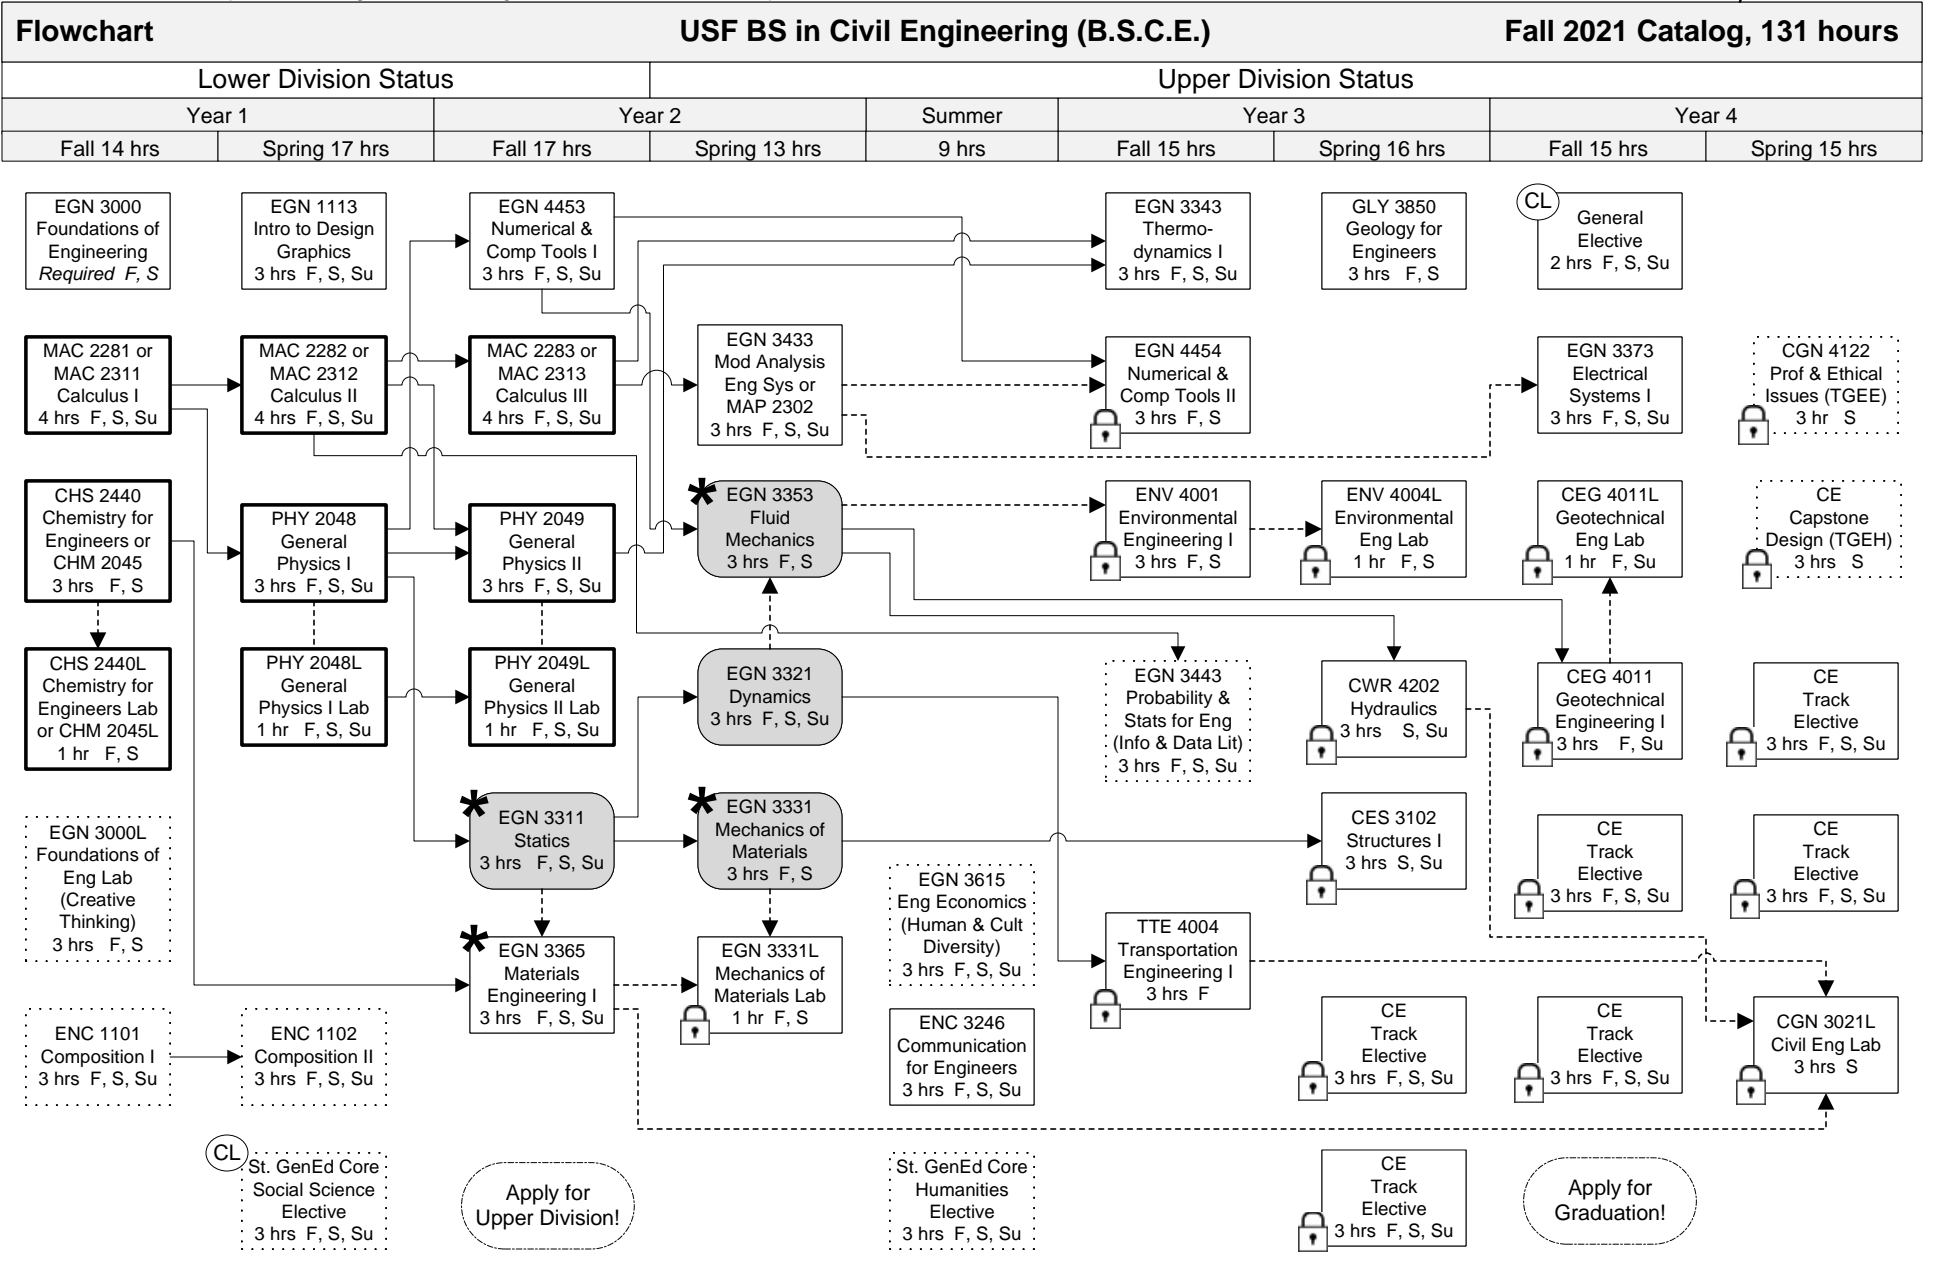 Flowchart
USF BS in Civil Engineering (B.S.C.E.)
Fall 2021 Catalog, 131 hours
Lower Division Status
Upper Division Status
Year 1
Year 2
Summer
Year 3
Year 4
Fall 14 hrs
Spring 17 hrs
Fall 17 hrs
Spring 13 hrs
9 hrs
Fall 15 hrs
Spring 16 hrs
Fall 15 hrs
Spring 15 hrs
EGN 3000
Foundations of
Engineering
Required F, S
MAC 2281 or
MAC 2311
Calculus I
4 hrs F, S, Su
CHS 2440
Chemistry for
Engineers or
CHM 2045
3 hrs F, S
CHS 2440L
Chemistry for
Engineers Lab
or CHM 2045L
1 hr F, S
EGN 3000L
Foundations of
Eng Lab
(Creative
Thinking)
3 hrs F, S
ENC 1101
Composition I
3 hrs F, S, Su
EGN 1113
Intro to Design
Graphics
3 hrs F, S, Su
MAC 2282 or
MAC 2312
Calculus II
4 hrs F, S, Su
PHY 2048
General
Physics I
3 hrs F, S, Su
PHY 2048L
General
Physics I Lab
1 hr F, S, Su
ENC 1102
Composition II
3 hrs F, S, Su
CL
St. GenEd Core
Social Science
Elective
3 hrs F, S, Su
EGN 4453
Numerical &
Comp Tools I
3 hrs F, S, Su
MAC 2283 or
MAC 2313
Calculus III
4 hrs F, S, Su
PHY 2049
General
Physics II
3 hrs F, S, Su
PHY 2049L
General
Physics II Lab
1 hr F, S, Su
*
EGN 3311
Statics
3 hrs F, S, Su
*
EGN 3365
Materials
Engineering I
3 hrs F, S, Su
Apply for
Upper Division!
EGN 3433
Mod Analysis
Eng Sys or
MAP 2302
3 hrs F, S, Su
*
EGN 3353
Fluid
Mechanics
3 hrs F, S
EGN 3321
Dynamics
3 hrs F, S, Su
*
EGN 3331
Mechanics of
Materials
3 hrs F, S
EGN 3331L
Mechanics of
Materials Lab
1 hr F, S
EGN 3615
Eng Economics
(Human & Cult
Diversity)
3 hrs F, S, Su
ENC 3246
Communication
for Engineers
3 hrs F, S, Su
St. GenEd Core
Humanities
Elective
3 hrs F, S, Su
EGN 3343
Thermo-
dynamics I
3 hrs F, S, Su
EGN 4454
Numerical &
Comp Tools II
3 hrs F, S
ENV 4001
Environmental
Engineering I
3 hrs F, S
EGN 3443
Probability &
Stats for Eng
(Info & Data Lit)
3 hrs F, S, Su
TTE 4004
Transportation
Engineering I
3 hrs F
GLY 3850
Geology for
Engineers
3 hrs F, S
ENV 4004L
Environmental
Eng Lab
1 hr F, S
CWR 4202
Hydraulics
3 hrs S, Su
CES 3102
Structures I
3 hrs S, Su
CE
Track
Elective
3 hrs F, S, Su
CE
Track
Elective
3 hrs F, S, Su
CL
General
Elective
2 hrs F, S, Su
EGN 3373
Electrical
Systems I
3 hrs F, S, Su
CEG 4011L
Geotechnical
Eng Lab
1 hr F, Su
CEG 4011
Geotechnical
Engineering I
3 hrs F, Su
CE
Track
Elective
3 hrs F, S, Su
CE
Track
Elective
3 hrs F, S, Su
Apply for
Graduation!
CGN 4122
Prof & Ethical
Issues (TGEE)
3 hr S
CE
Capstone
Design (TGEH)
3 hrs S
CE
Track
Elective
3 hrs F, S, Su
CE
Track
Elective
3 hrs F, S, Su
CGN 3021L
Civil Eng Lab
3 hrs S